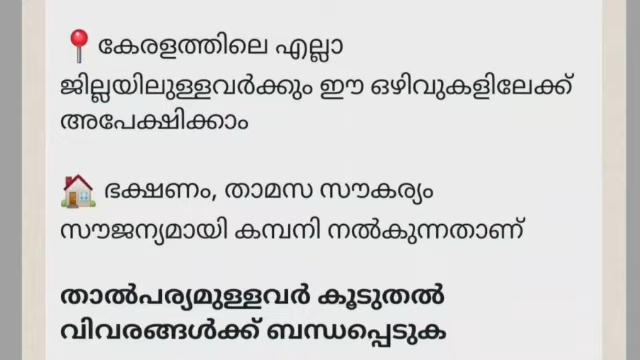 📍കേരളത്തിലെ എല്ലാ
ജില്ലയിലുള്ളവർക്കും ഈ ഒഴിവുകളിലേക്ക്
അപേക്ഷിക്കാം
🏠 ഭക്ഷണം, താമസ സൗകര്യം
സൗജന്യമായി കമ്പനി നൽകുന്നതാണ്
താൽപര്യമുള്ളവർ കൂടുതൽ
വിവരങ്ങൾക്ക് ബന്ധപ്പെടുക